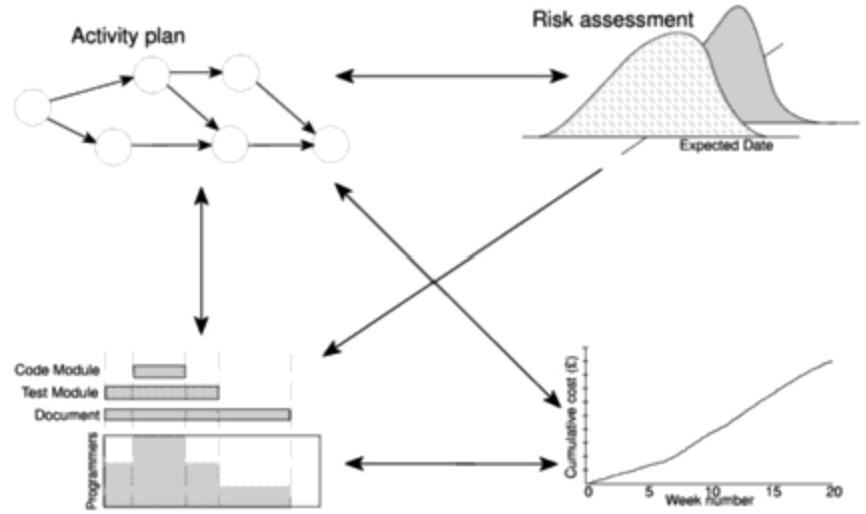 Activity plan
Risk assessment
Expected Date
Code Module
Test Module
Document
Programmers
Cumulative cost (£)
0 5 10 15 20
Week number